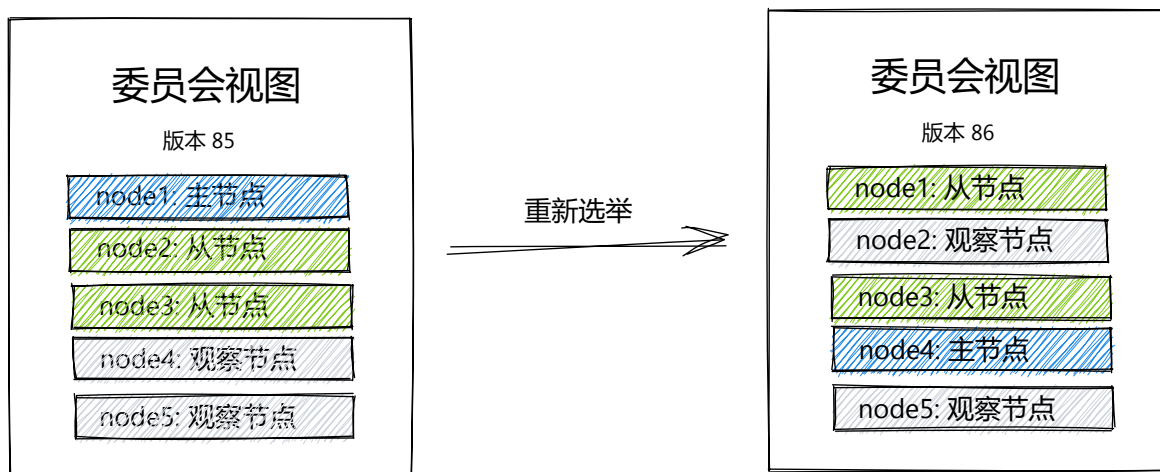 委员会视图
版本 85
node1: 主节点
node2: 从节点
node3: 从节点
node4: 观察节点
node5: 观察节点
重新选举
委员会视图
版本 86
node1: 从节点
node2: 观察节点
node3: 从节点
node4: 主节点
node5: 观察节点